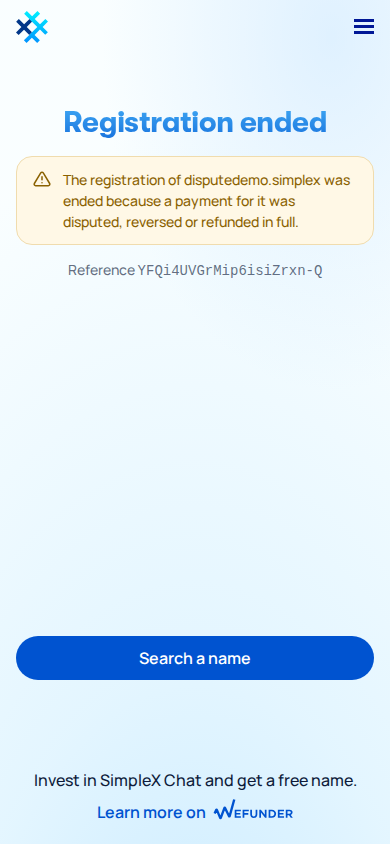 Registration ended
The registration of disputedemo.simplex was
ended because a payment for it was
disputed, reversed or refunded in full.
Reference YFQi4UVGrMip6isiZrxn-Q
Search a name
Invest in SimpleX Chat and get a free name.
Learn more on WEFUNDER